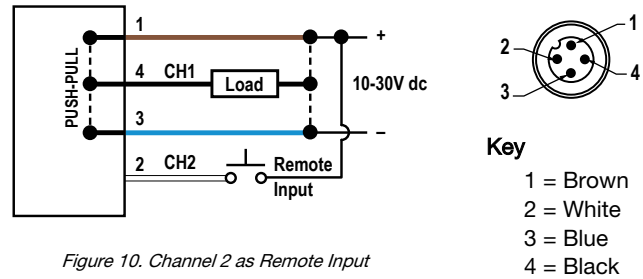 PUSH-PULL
1
+
4 CH1
Load
10-30V dc
3
–
2 CH2
Remote
Input
Figure 10. Channel 2 as Remote Input
1
2
4
3
Key
1 = Brown
2 = White
3 = Blue
4 = Black